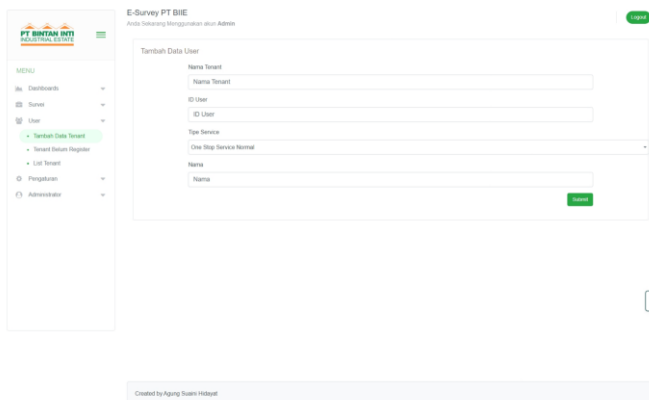 PT BINTAN INTI
INDUSTRIAL ESTATE
E-Survey PT BIIE
Anda Sekarang Menggunakan akun Admin
Logout
MENU
Dashboards
Survei
User
Tambah Data Tenant
Tenant Belum Register
List Tenant
Pengaturan
Administrator
Tambah Data User
Nama Tenant
Nama Tenant
ID User
ID User
Tipe Service
One Stop Service Normal
Nama
Nama
Submit
Created by Agung Suaini Hidayat